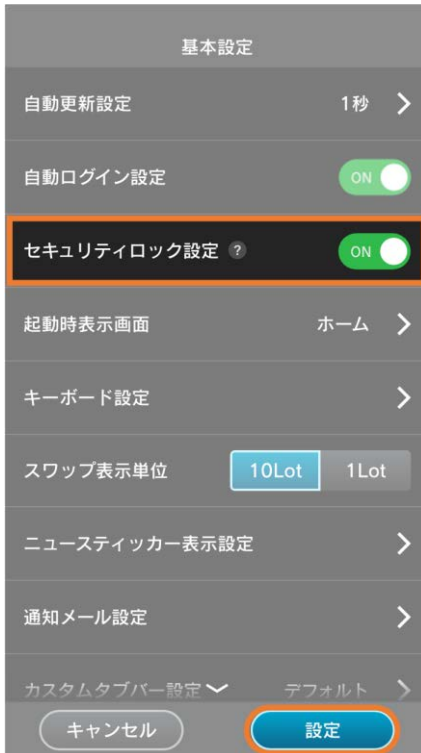 基本設定
自動更新設定 1秒
自動ログイン設定 ON
セキュリティロック設定 ? ON
起動時表示画面 ホーム
キーボード設定
スワップ表示単位 10Lot 1Lot
ニュースティッカー表示設定
通知メール設定
カスタムタブバー設定 デフォルト
キャンセル 設定